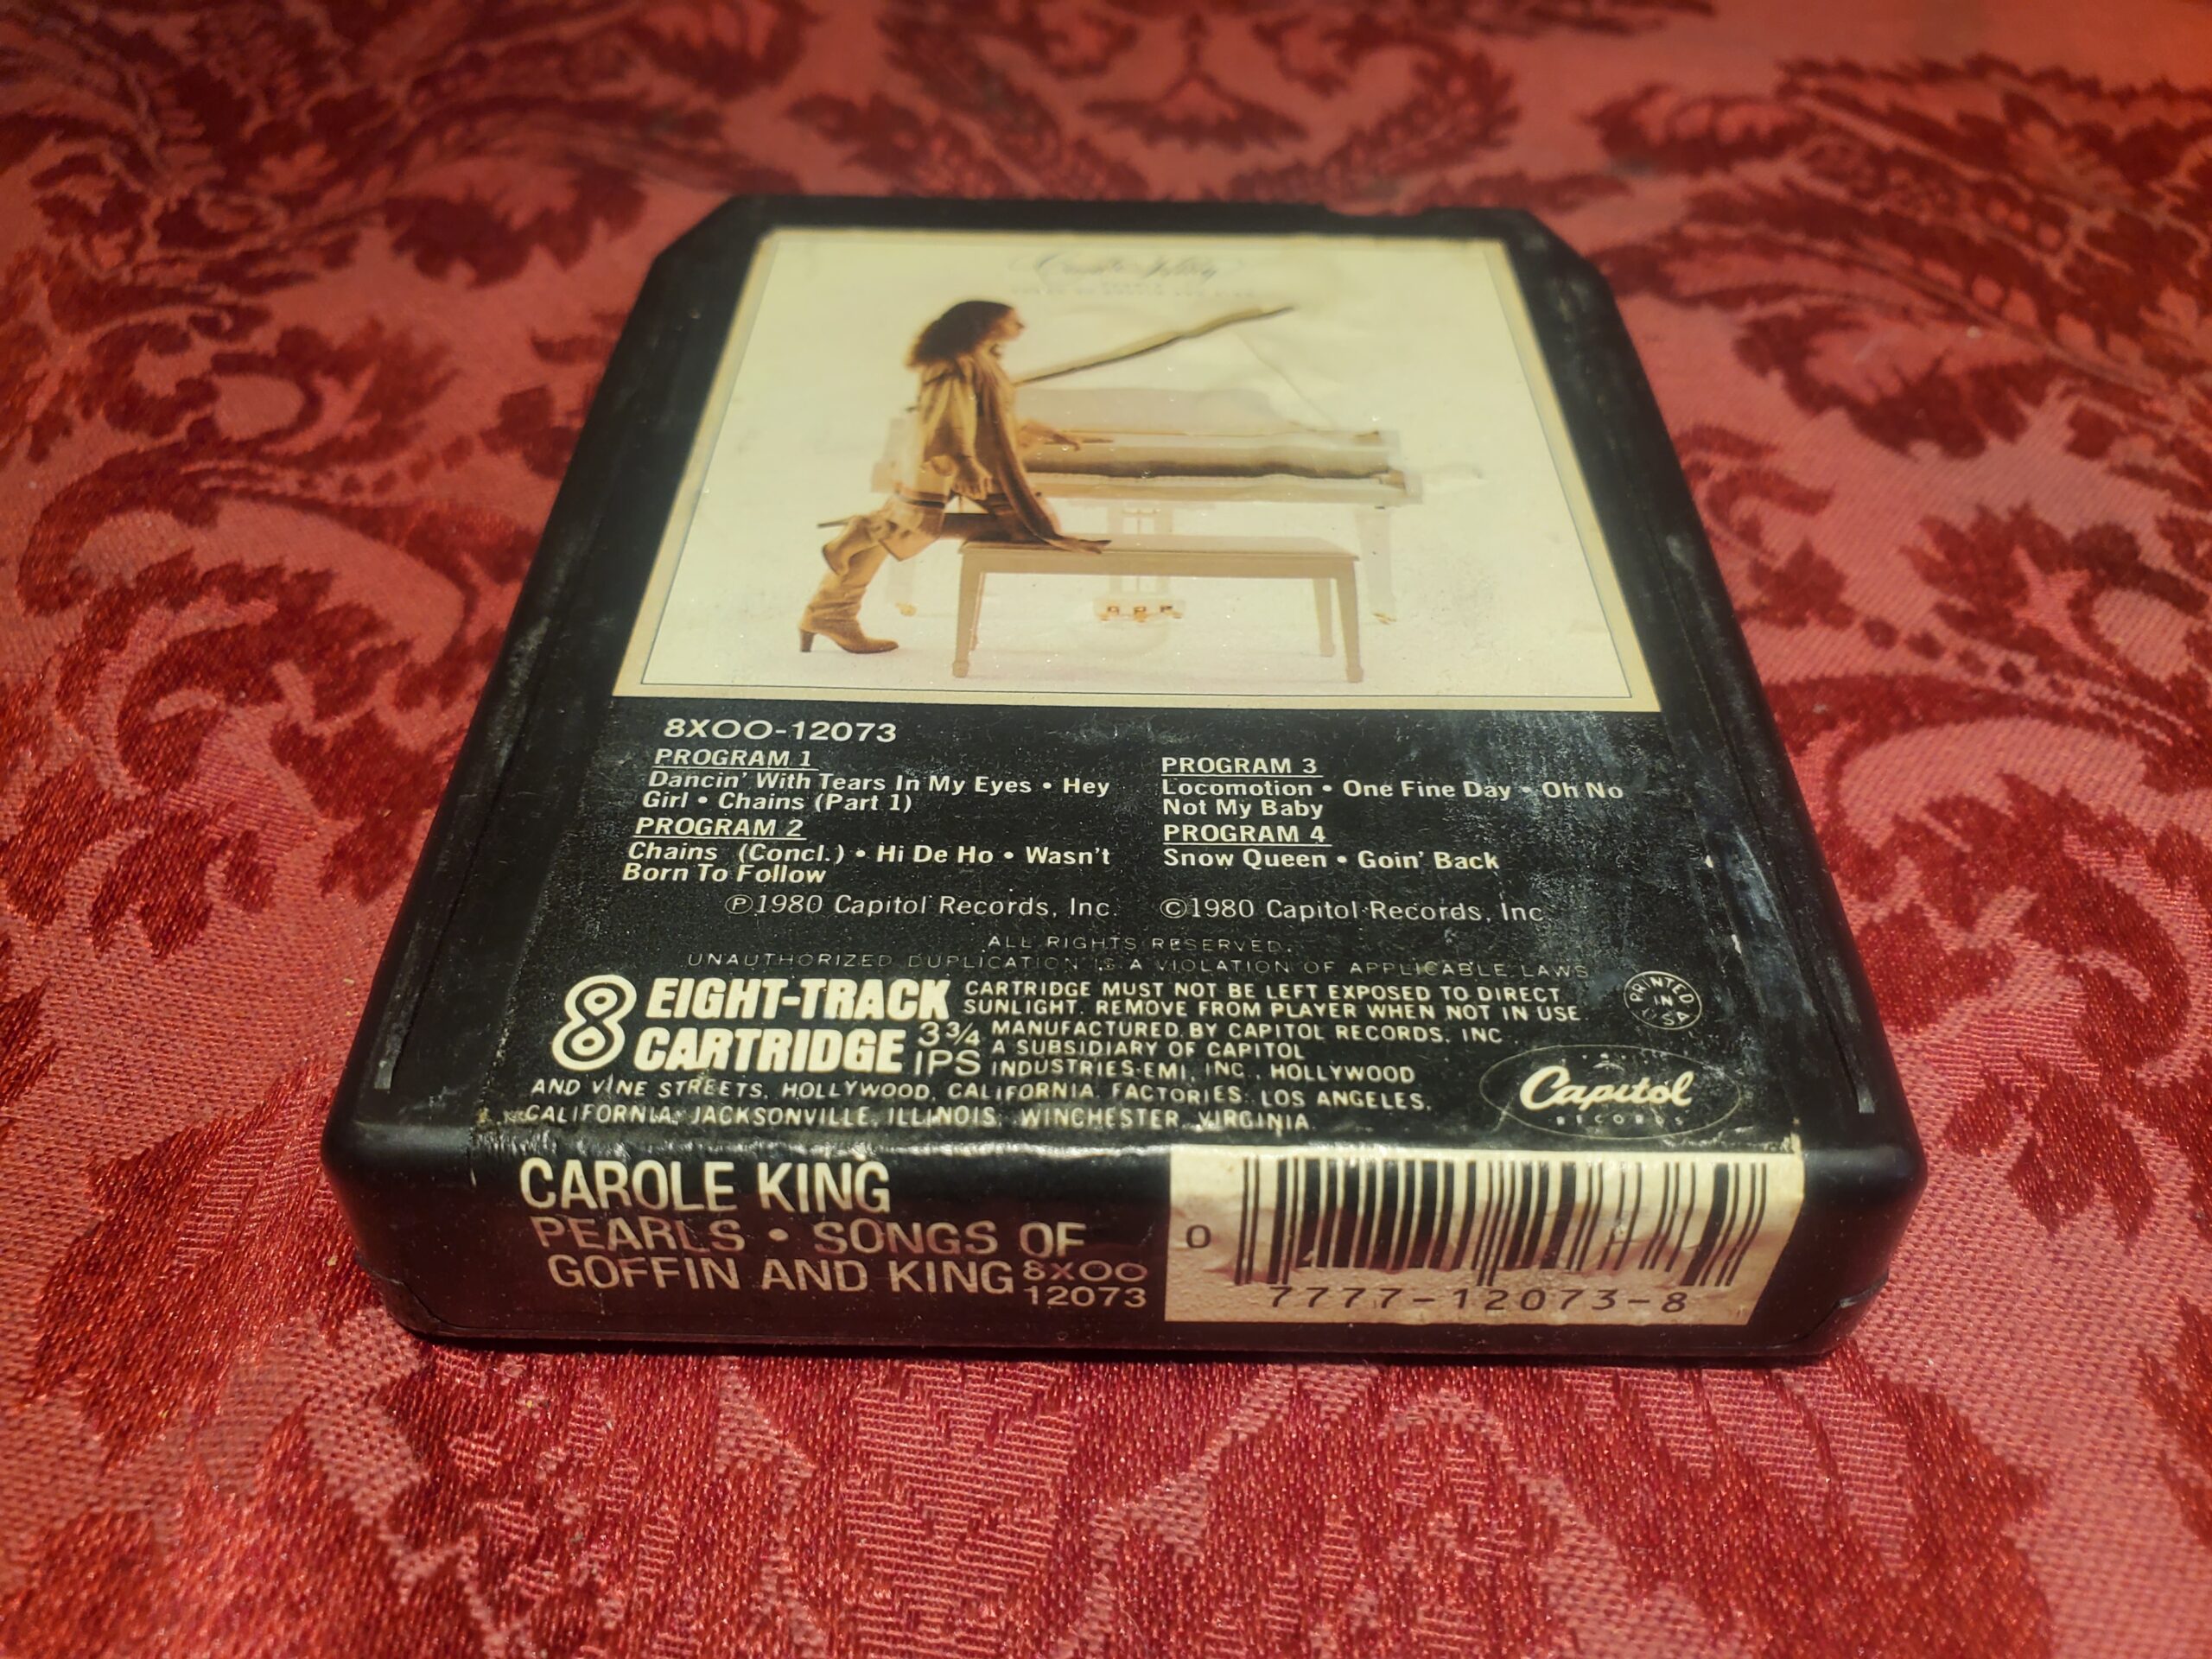 Carole King
8XOO-12073
PROGRAM 1
Dancin' With Tears In My Eyes • Hey
Girl • Chains (Part 1)
PROGRAM 2
Chains (Concl.) • Hi De Ho • Wasn't
Born To Follow
PROGRAM 3
Locomotion • One Fine Day • Oh No
Not My Baby
PROGRAM 4
Snow Queen • Goin' Back
Ⓟ1980 Capitol Records, Inc. ©1980 Capitol Records, Inc
ALL RIGHTS RESERVED.
UNAUTHORIZED DUPLICATION IS A VIOLATION OF APPLICABLE LAWS
8 EIGHT-TRACK
CARTRIDGE
3 3/4
IPS
CARTRIDGE MUST NOT BE LEFT EXPOSED TO DIRECT
SUNLIGHT. REMOVE FROM PLAYER WHEN NOT IN USE.
MANUFACTURED BY CAPITOL RECORDS, INC.
A SUBSIDIARY OF CAPITOL
INDUSTRIES-EMI, INC., HOLLYWOOD
AND VINE STREETS, HOLLYWOOD, CALIFORNIA. FACTORIES: LOS ANGELES,
CALIFORNIA; JACKSONVILLE, ILLINOIS; WINCHESTER, VIRGINIA.
PRINTED
IN
USA
Capitol
RECORDS
CAROLE KING
PEARLS • SONGS OF
GOFFIN AND KING
8XOO
12073
0
7777-12073-8